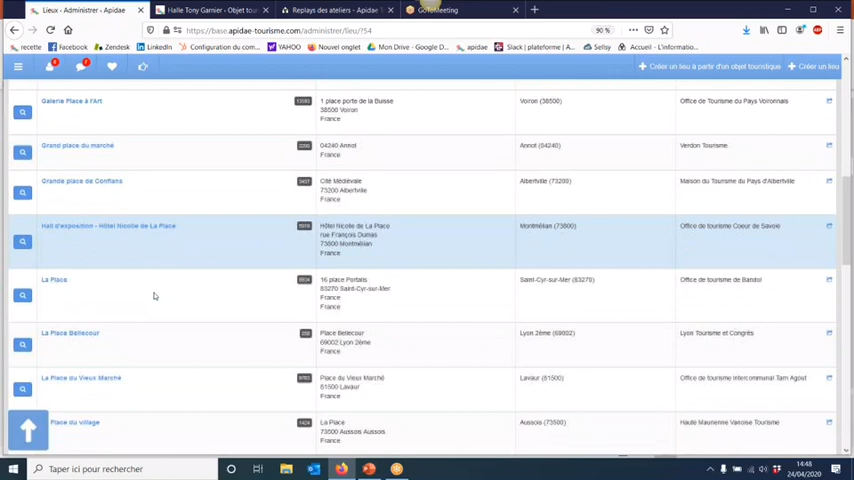 Lieux - Administrer - Apidae
Halle Tony Garnier - Objet tour
Replays des ateliers - Apidae T
GoToMeeting
https://base.apidae-tourisme.com/administrer/lieu/?54
90 %
recette
Facebook
Zendesk
LinkedIn
Configuration du com...
YAHOO
Nouvel onglet
Mon Drive - Google D...
apidae
Slack | plateforme | A...
Sellsy
Accueil - L'informatio...
Créer un lieu à partir d'un objet touristique
Créer un lieu
Galerie Place à l'Art
1 place porte de la Buisse
38500 Voiron
France
Voiron (38500)
Office de Tourisme du Pays Voironnais
Grand place du marché
04240 Annot
France
Annot (04240)
Verdon Tourisme
Grande place de Conflans
Cité Médiévale
73200 Albertville
France
Albertville (73200)
Maison du Tourisme du Pays d'Albertville
Hall d'exposition - Hôtel Nicolle de La Place
Hôtel Nicolle de La Place
rue François Dumas
73800 Montmélian
France
Montmélian (73800)
Office de tourisme Coeur de Savoie
La Place
16 place Portalis
83270 Saint-Cyr-sur-Mer
France
France
Saint-Cyr-sur-Mer (83270)
Office de tourisme de Bandol
La Place Bellecour
Place Bellecour
69002 Lyon 2ème
France
Lyon 2ème (69002)
Lyon Tourisme et Congrès
La Place du Vieux Marché
Place du Vieux Marché
81500 Lavaur
France
Lavaur (81500)
Office de tourisme Intercommunal Tarn Agout
Place du village
1424
La Place
73500 Aussois Aussois
France
Aussois (73500)
Haute Maurienne Vanoise Tourisme
Taper ici pour rechercher
14:48
24/04/2020